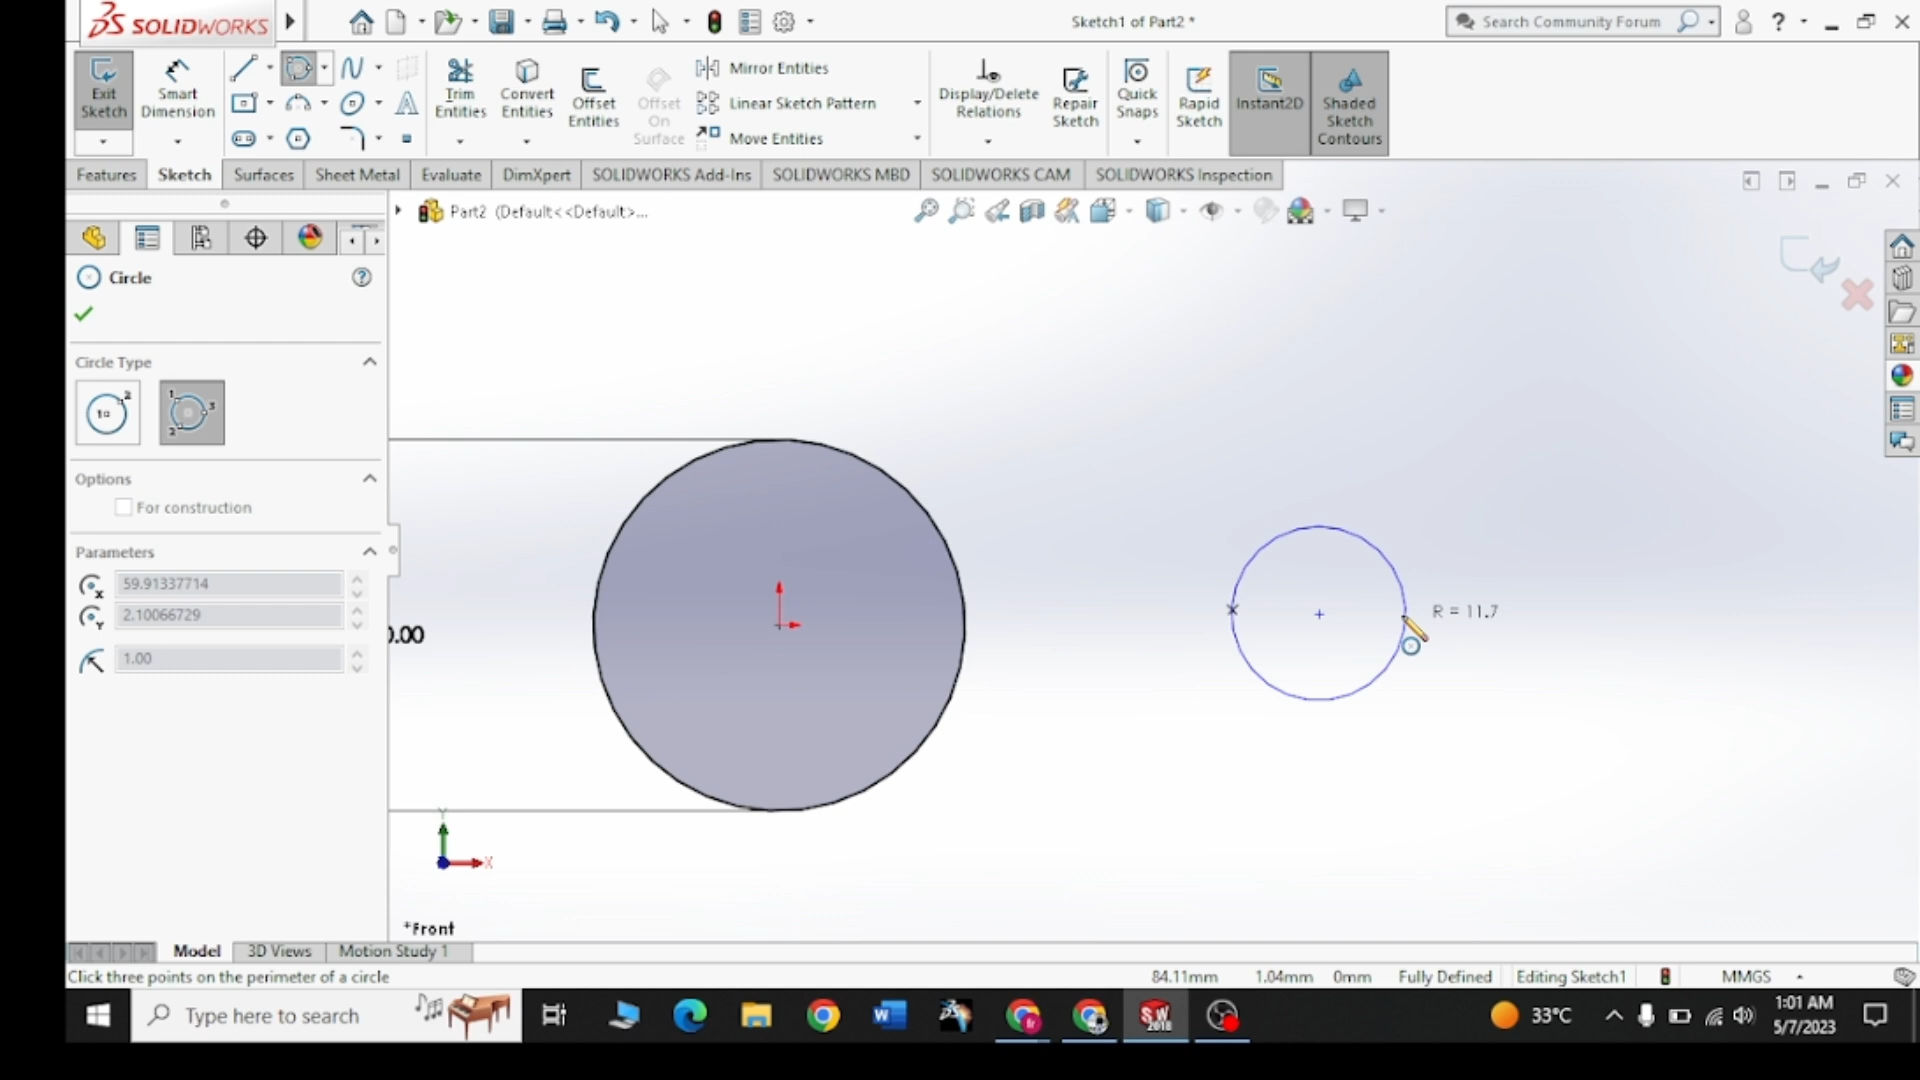 SOLIDWORKS
Sketch1 of Part2 *
Search Community Forum
Exit Sketch
Smart Dimension
Trim Entities
Convert Entities
Offset Entities
Offset On Surface
Mirror Entities
Linear Sketch Pattern
Move Entities
Display/Delete Relations
Repair Sketch
Quick Snaps
Rapid Sketch
Instant2D
Shaded Sketch Contours
Features Sketch Surfaces Sheet Metal Evaluate DimXpert SOLIDWORKS Add-Ins SOLIDWORKS MBD SOLIDWORKS CAM SOLIDWORKS Inspection
Part2 (Default<<Default>...
Circle
Circle Type
Options
For construction
Parameters
59.91337714
2.10066729
1.00
0.00
R = 11.7
Y
X
*Front
Model 3D Views Motion Study 1
Click three points on the perimeter of a circle
84.11mm 1.04mm 0mm Fully Defined Editing Sketch1 MMGS
Type here to search
SW 2018
33°C
1:01 AM
5/7/2023